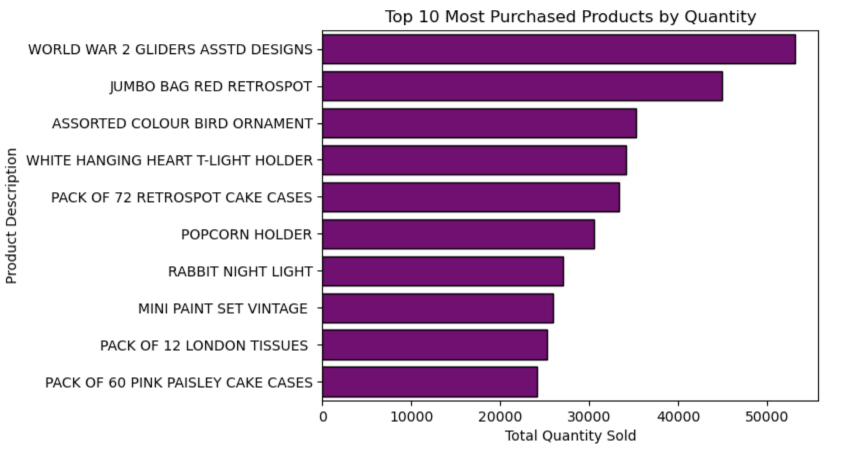 Top 10 Most Purchased Products by Quantity
Product Description
WORLD WAR 2 GLIDERS ASSTD DESIGNS
JUMBO BAG RED RETROSPOT
ASSORTED COLOUR BIRD ORNAMENT
WHITE HANGING HEART T-LIGHT HOLDER
PACK OF 72 RETROSPOT CAKE CASES
POPCORN HOLDER
RABBIT NIGHT LIGHT
MINI PAINT SET VINTAGE
PACK OF 12 LONDON TISSUES
PACK OF 60 PINK PAISLEY CAKE CASES
0 10000 20000 30000 40000 50000
Total Quantity Sold